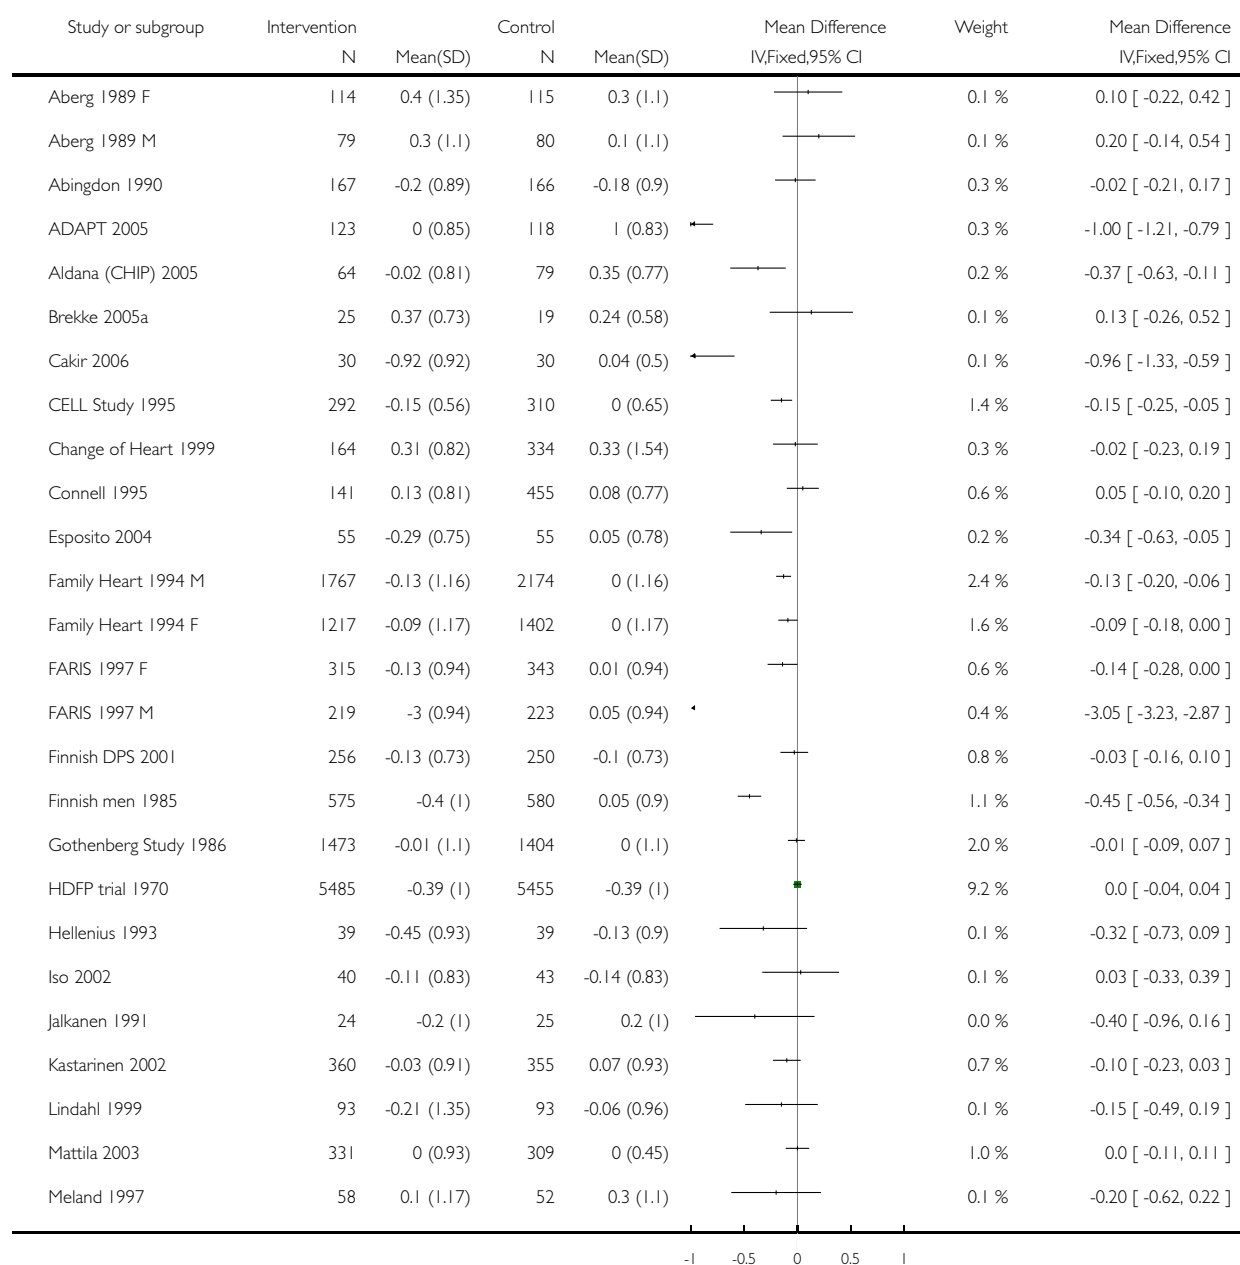 Study or subgroup Intervention Control Mean Difference Weight Mean Difference
N Mean(SD) N Mean(SD) IV,Fixed,95% CI IV,Fixed,95% CI
Aberg 1989 F 114 0.4 (1.35) 115 0.3 (1.1) 0.1 % 0.10 [ -0.22, 0.42 ]
Aberg 1989 M 79 0.3 (1.1) 80 0.1 (1.1) 0.1 % 0.20 [ -0.14, 0.54 ]
Abingdon 1990 167 -0.2 (0.89) 166 -0.18 (0.9) 0.3 % -0.02 [ -0.21, 0.17 ]
ADAPT 2005 123 0 (0.85) 118 1 (0.83) 0.3 % -1.00 [ -1.21, -0.79 ]
Aldana (CHIP) 2005 64 -0.02 (0.81) 79 0.35 (0.77) 0.2 % -0.37 [ -0.63, -0.11 ]
Brekke 2005a 25 0.37 (0.73) 19 0.24 (0.58) 0.1 % 0.13 [ -0.26, 0.52 ]
Cakir 2006 30 -0.92 (0.92) 30 0.04 (0.5) 0.1 % -0.96 [ -1.33, -0.59 ]
CELL Study 1995 292 -0.15 (0.56) 310 0 (0.65) 1.4 % -0.15 [ -0.25, -0.05 ]
Change of Heart 1999 164 0.31 (0.82) 334 0.33 (1.54) 0.3 % -0.02 [ -0.23, 0.19 ]
Connell 1995 141 0.13 (0.81) 455 0.08 (0.77) 0.6 % 0.05 [ -0.10, 0.20 ]
Esposito 2004 55 -0.29 (0.75) 55 0.05 (0.78) 0.2 % -0.34 [ -0.63, -0.05 ]
Family Heart 1994 M 1767 -0.13 (1.16) 2174 0 (1.16) 2.4 % -0.13 [ -0.20, -0.06 ]
Family Heart 1994 F 1217 -0.09 (1.17) 1402 0 (1.17) 1.6 % -0.09 [ -0.18, 0.00 ]
FARIS 1997 F 315 -0.13 (0.94) 343 0.01 (0.94) 0.6 % -0.14 [ -0.28, 0.00 ]
FARIS 1997 M 219 -3 (0.94) 223 0.05 (0.94) 0.4 % -3.05 [ -3.23, -2.87 ]
Finnish DPS 2001 256 -0.13 (0.73) 250 -0.1 (0.73) 0.8 % -0.03 [ -0.16, 0.10 ]
Finnish men 1985 575 -0.4 (1) 580 0.05 (0.9) 1.1 % -0.45 [ -0.56, -0.34 ]
Gothenberg Study 1986 1473 -0.01 (1.1) 1404 0 (1.1) 2.0 % -0.01 [ -0.09, 0.07 ]
HDFP trial 1970 5485 -0.39 (1) 5455 -0.39 (1) 9.2 % 0.0 [ -0.04, 0.04 ]
Hellenius 1993 39 -0.45 (0.93) 39 -0.13 (0.9) 0.1 % -0.32 [ -0.73, 0.09 ]
Iso 2002 40 -0.11 (0.83) 43 -0.14 (0.83) 0.1 % 0.03 [ -0.33, 0.39 ]
Jalkanen 1991 24 -0.2 (1) 25 0.2 (1) 0.0 % -0.40 [ -0.96, 0.16 ]
Kastarinen 2002 360 -0.03 (0.91) 355 0.07 (0.93) 0.7 % -0.10 [ -0.23, 0.03 ]
Lindahl 1999 93 -0.21 (1.35) 93 -0.06 (0.96) 0.1 % -0.15 [ -0.49, 0.19 ]
Mattila 2003 331 0 (0.93) 309 0 (0.45) 1.0 % 0.0 [ -0.11, 0.11 ]
Meland 1997 58 0.1 (1.17) 52 0.3 (1.1) 0.1 % -0.20 [ -0.62, 0.22 ]
-1 -0.5 0 0.5 1